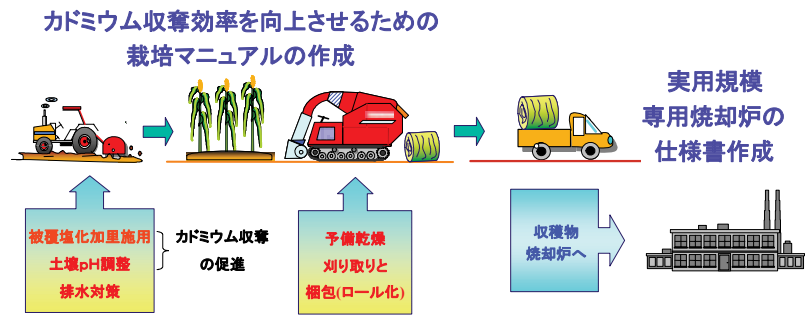 カドミウム収奪効率を向上させるための
栽培マニュアルの作成
実用規模
専用焼却炉の
仕様書作成
被覆塩化加里施用
土壌pH調整
排水対策
カドミウム収奪
の促進
予備乾燥
刈り取りと
梱包(ロール化)
収穫物
焼却炉へ